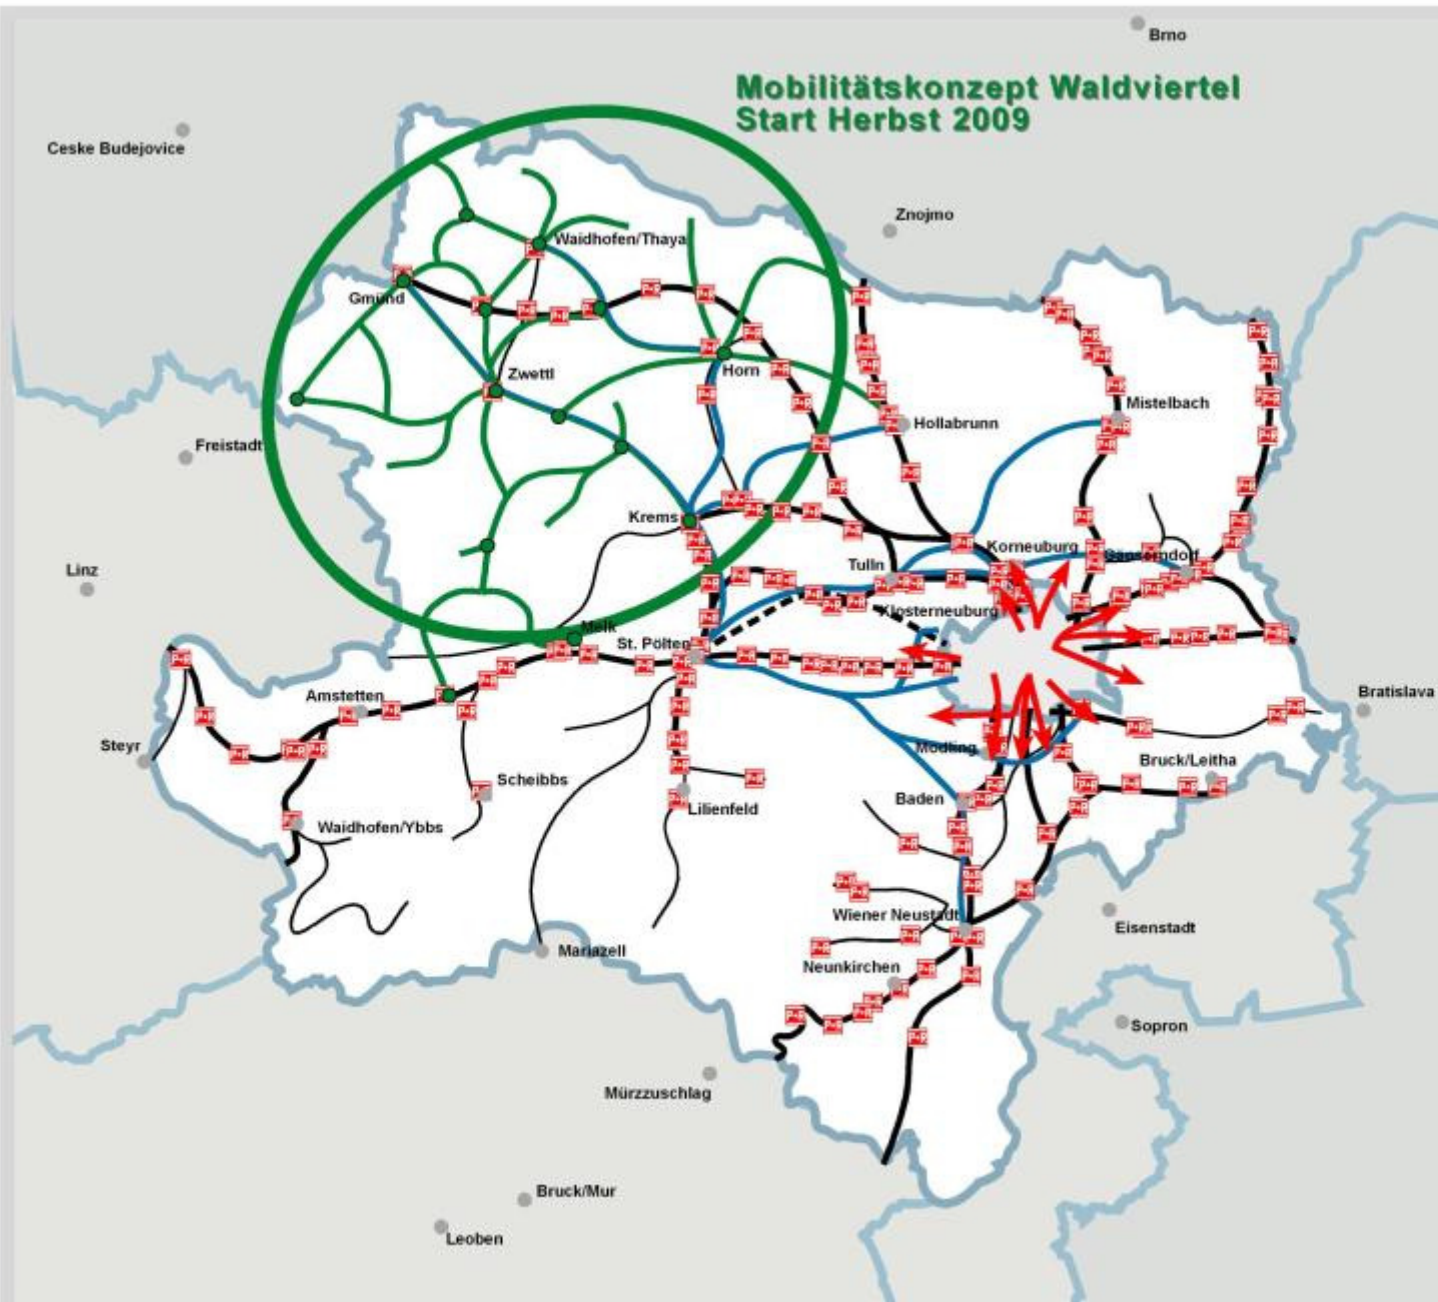 Brno
Mobilitätskonzept Waldviertel
Start Herbst 2009
Ceske Budejovice
Znojmo
Waidhofen/Thaya
Gmünd
Zwettl
Horn
Mistelbach
Hollabrunn
Freistadt
Krems
Korneuburg
Gänserndorf
Tulln
Linz
Klosterneuburg
Melk
St. Pölten
Amstetten
Bratislava
Steyr
Mödling
Bruck/Leitha
Scheibbs
Baden
Lilienfeld
Waidhofen/Ybbs
Wiener Neustadt
Eisenstadt
Mariazell
Neunkirchen
Sopron
Mürzzuschlag
Bruck/Mur
Leoben